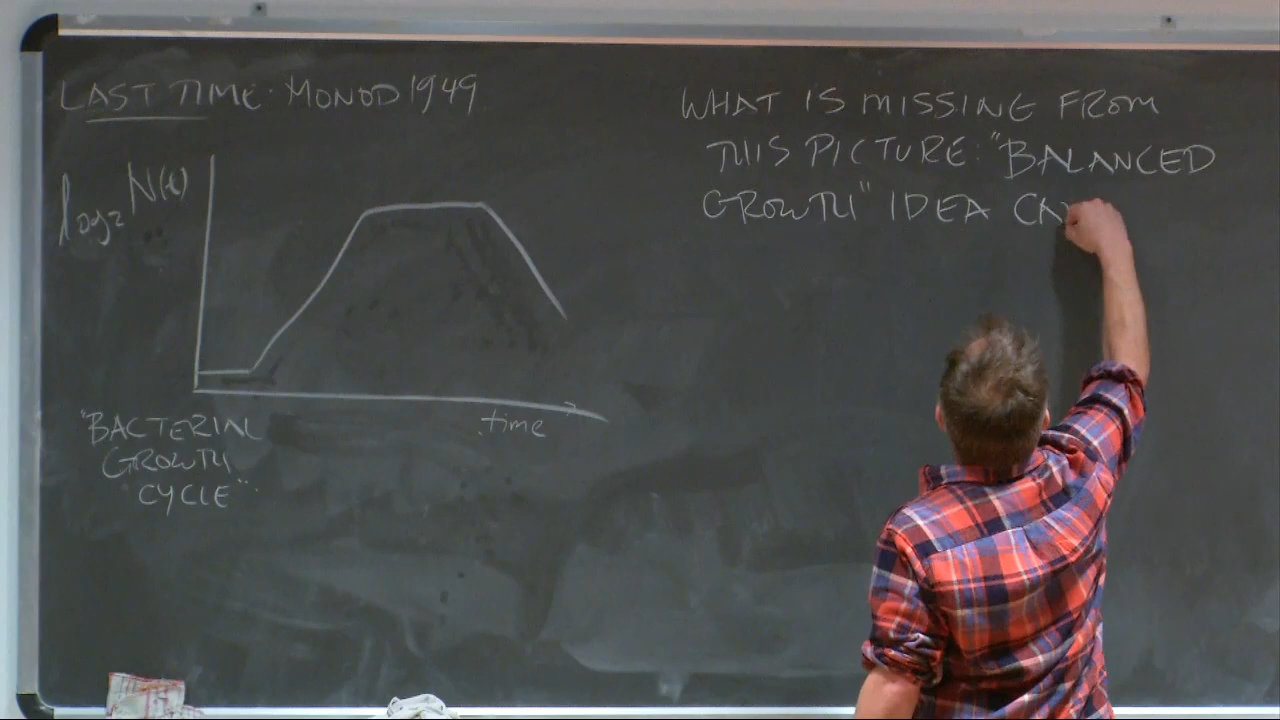 LAST TIME: MONOD 1949
log₂ N(t)
time
"BACTERIAL
GROWTH
CYCLE"
WHAT IS MISSING FROM
THIS PICTURE: "BALANCED
GROWTH" IDEA